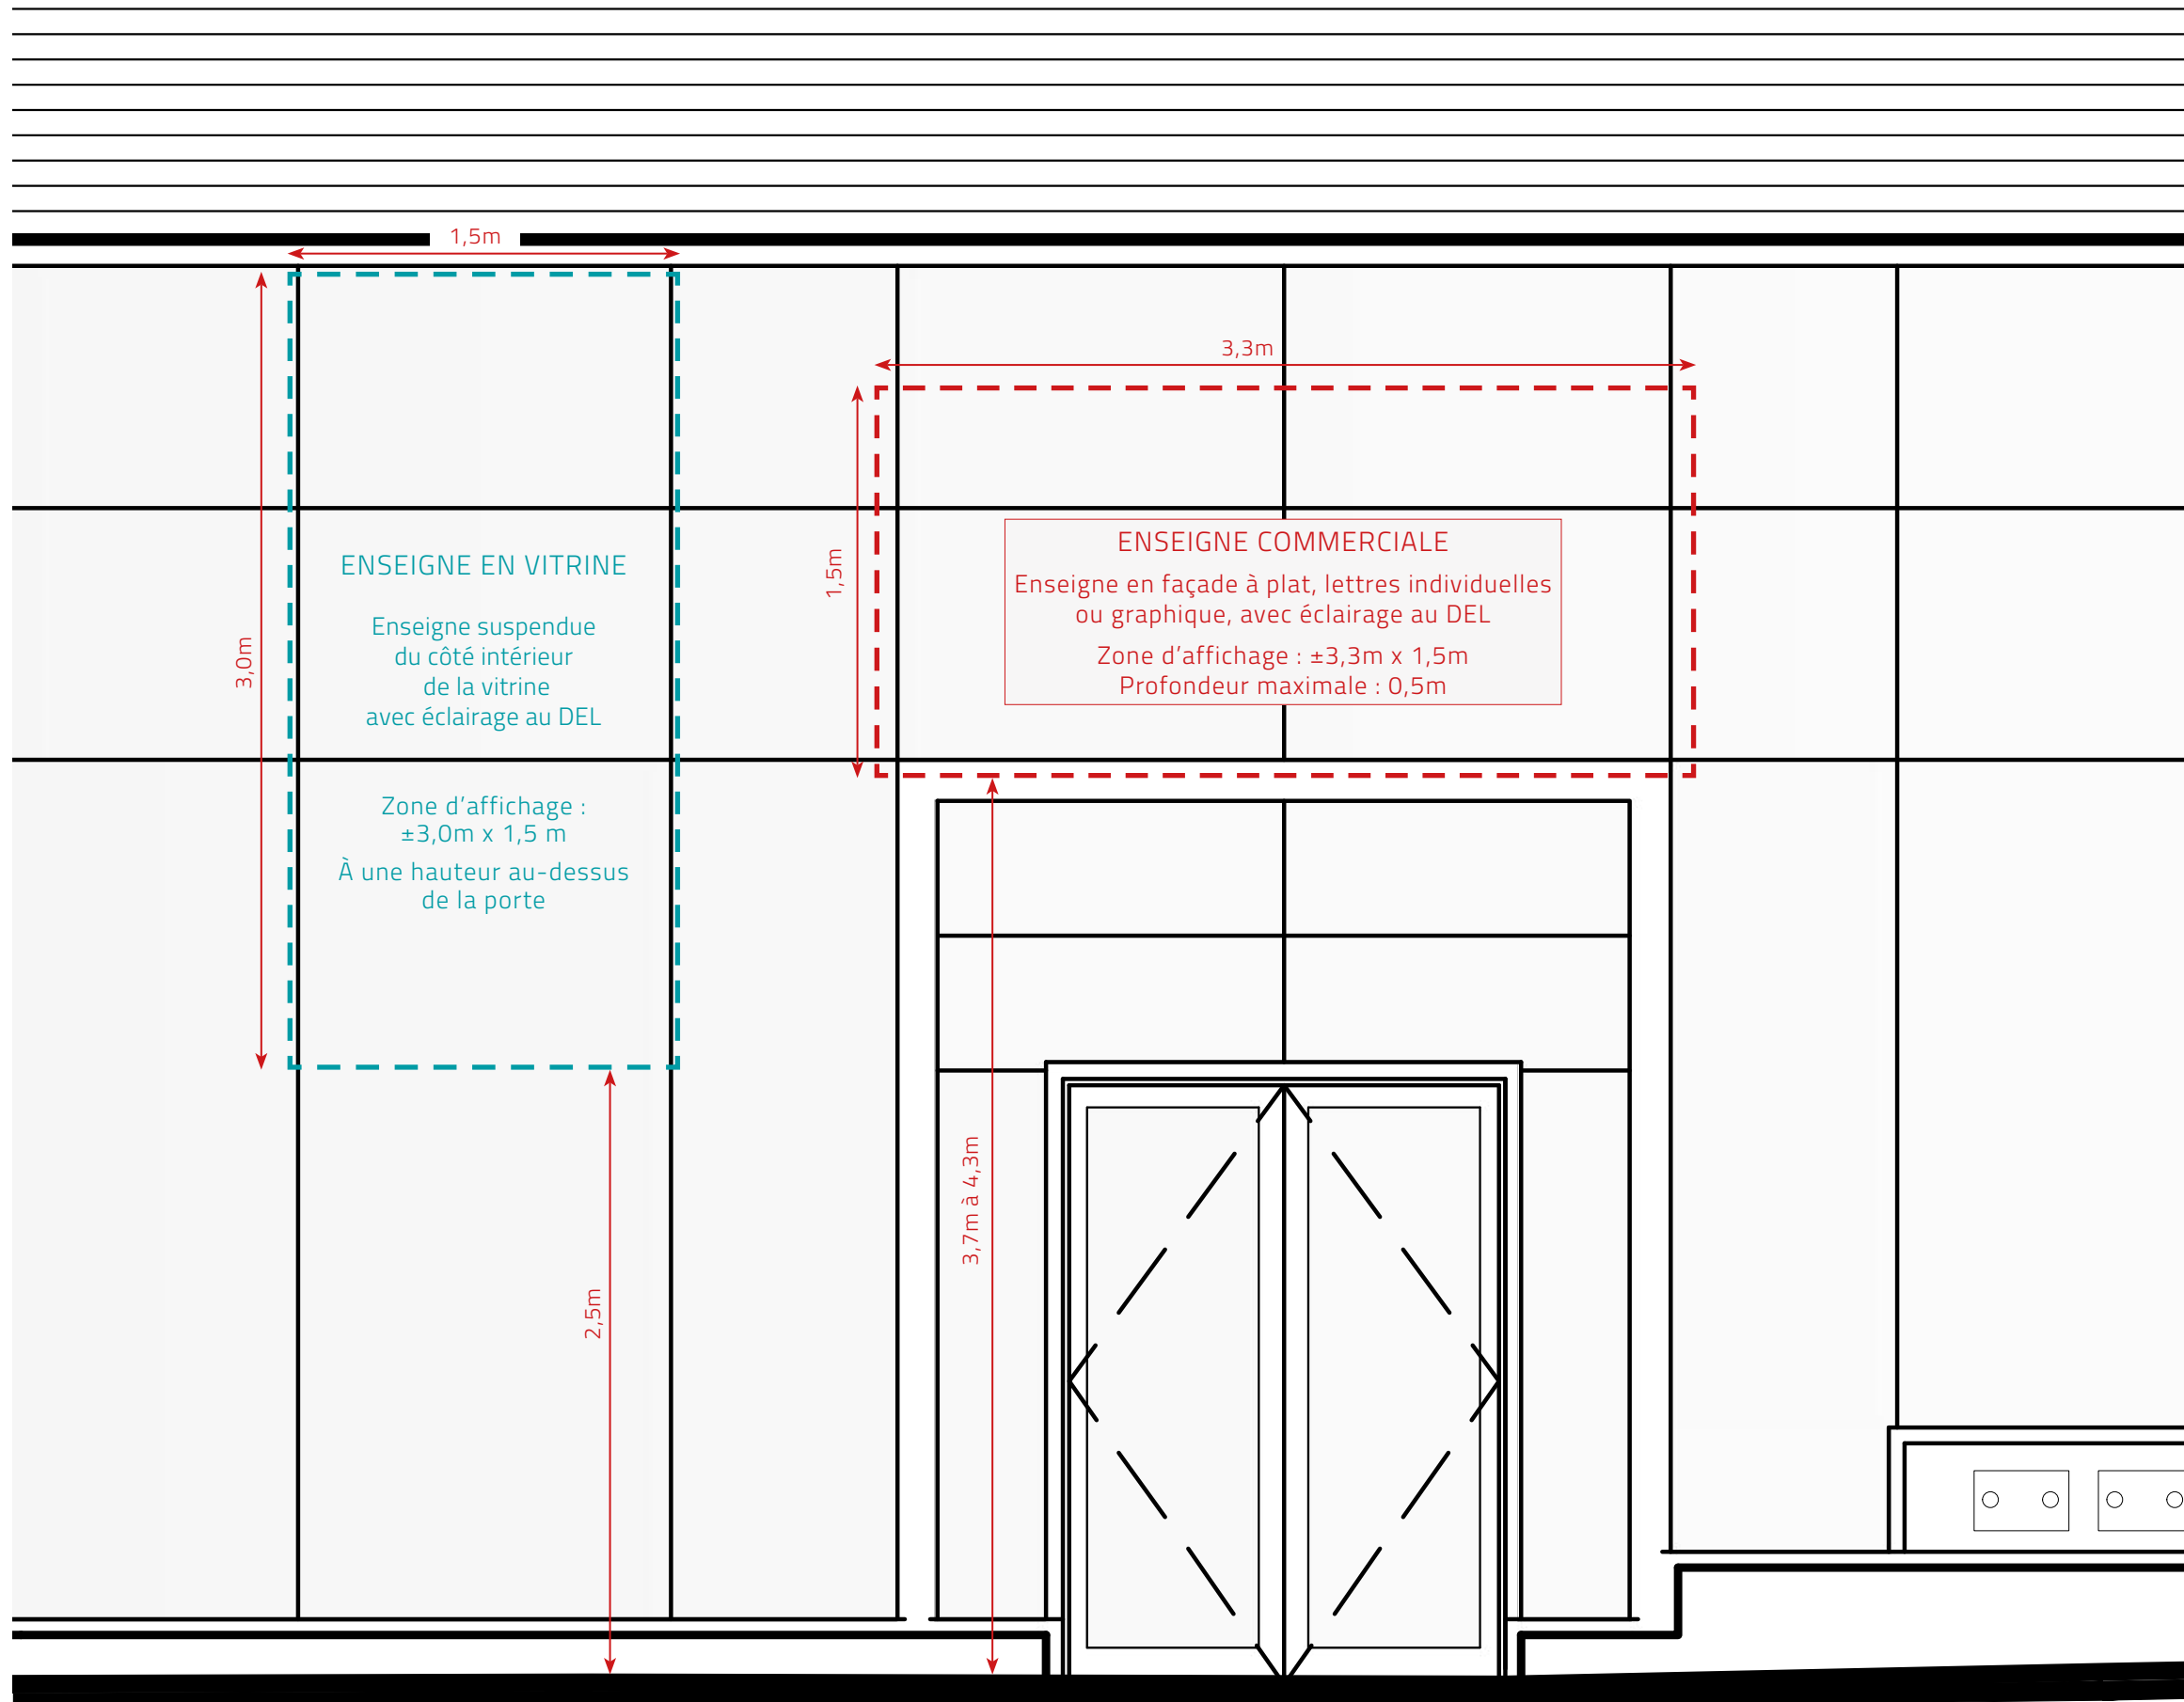 1,5m
3,0m
ENSEIGNE EN VITRINE
Enseigne suspendue
du côté intérieur
de la vitrine
avec éclairage au DEL
Zone d’affichage :
±3,0m x 1,5 m
À une hauteur au-dessus
de la porte
2,5m
3,3m
1,5m
ENSEIGNE COMMERCIALE
Enseigne en façade à plat, lettres individuelles
ou graphique, avec éclairage au DEL
Zone d’affichage : ±3,3m x 1,5m
Profondeur maximale : 0,5m
3,7m à 4,3m